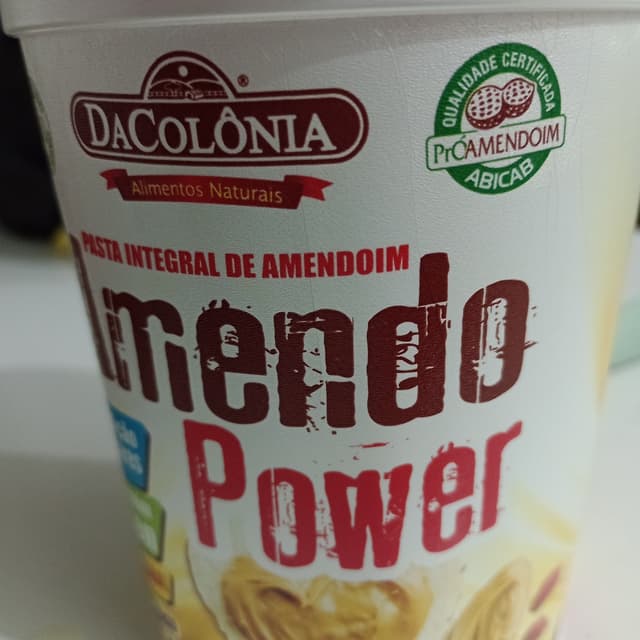 DACOLÔNIA
®
Alimentos Naturais
QUALIDADE CERTIFICADA
PrÓAMENDOIM
ABICAB
PASTA INTEGRAL DE AMENDOIM
Amendo
Power